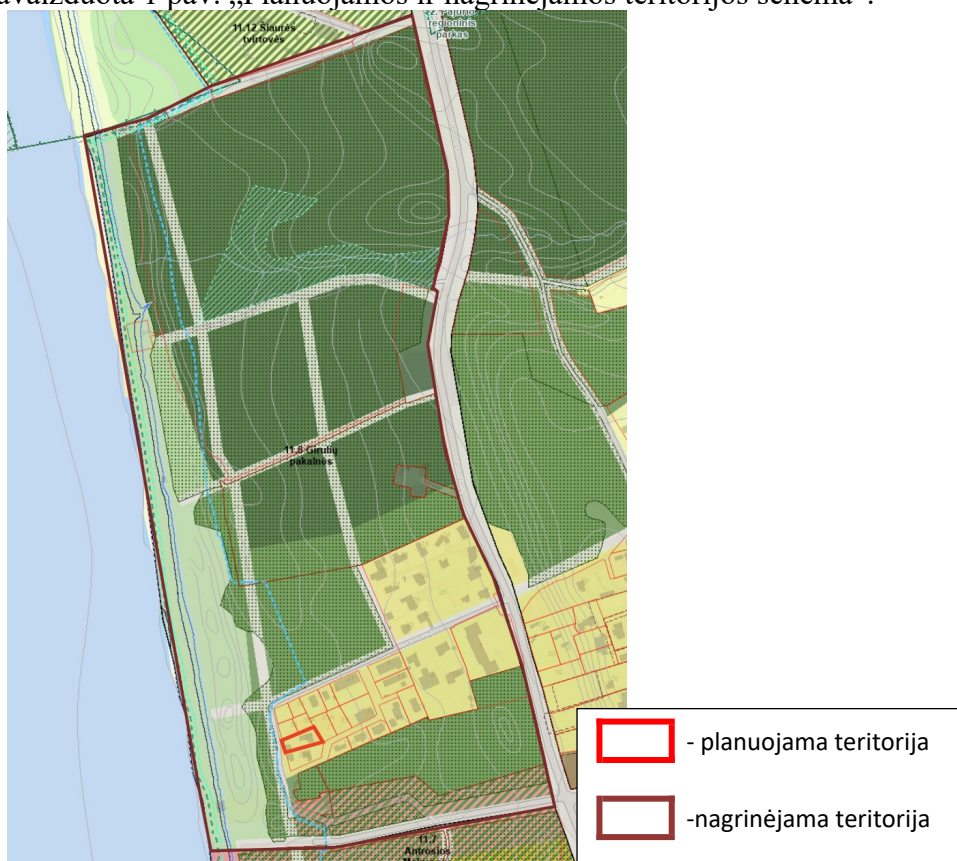 pavaizduota 1 pav. „Planuojamos ir nagrinėjamos teritorijos schema“.
11.12 Šiaurės
tvirtovės
regioninis
parkas
11.8 Girulių
pakalnės
11.7
Antrosios
- planuojama teritorija
-nagrinėjama teritorija